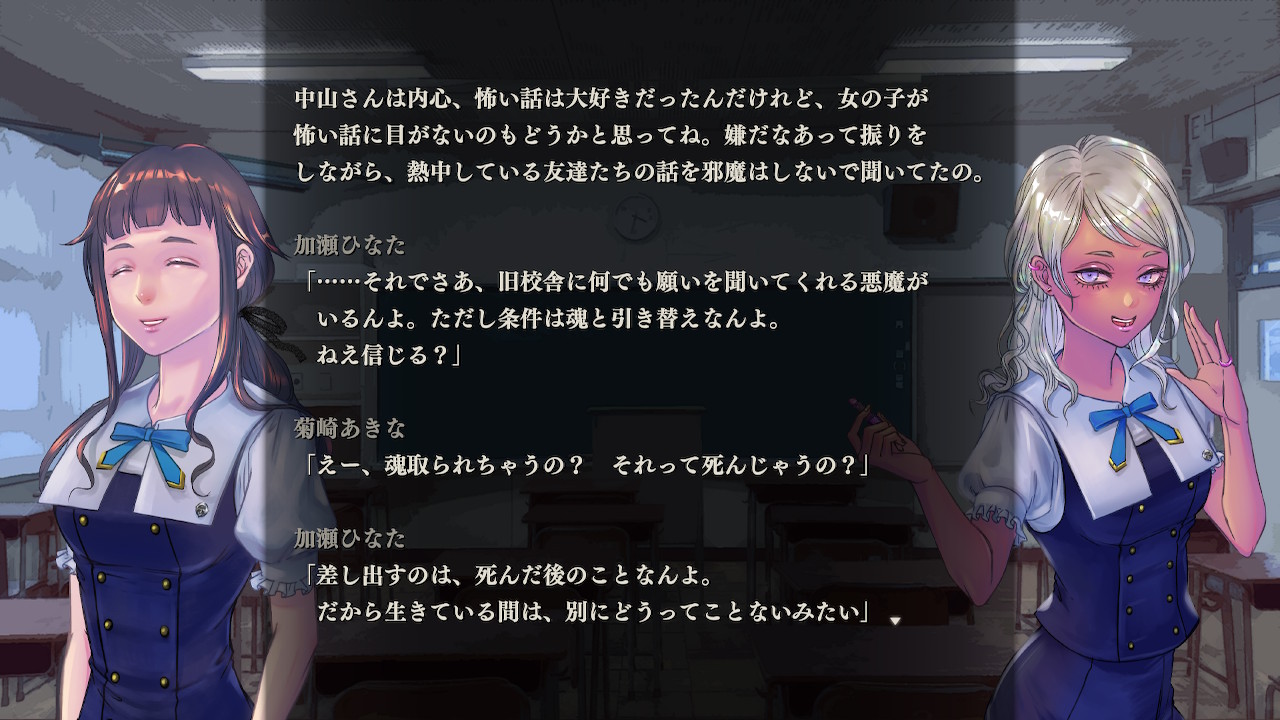 中山さんは内心、怖い話は大好きだったんだけれど、女の子が
怖い話に目がないのもどうかと思ってね。嫌だなあって振りを
しながら、熱中している友達たちの話を邪魔はしないで聞いてたの。
加瀬ひなた
「……それでさあ、旧校舎に何でも願いを聞いてくれる悪魔が
いるんよ。ただし条件は魂と引き替えなんよ。
ねえ信じる？」
菊崎あきな
「えー、魂取られちゃうの？　それって死んじゃうの？」
加瀬ひなた
「差し出すのは、死んだ後のことなんよ。
だから生きている間は、別にどうってことないみたい」